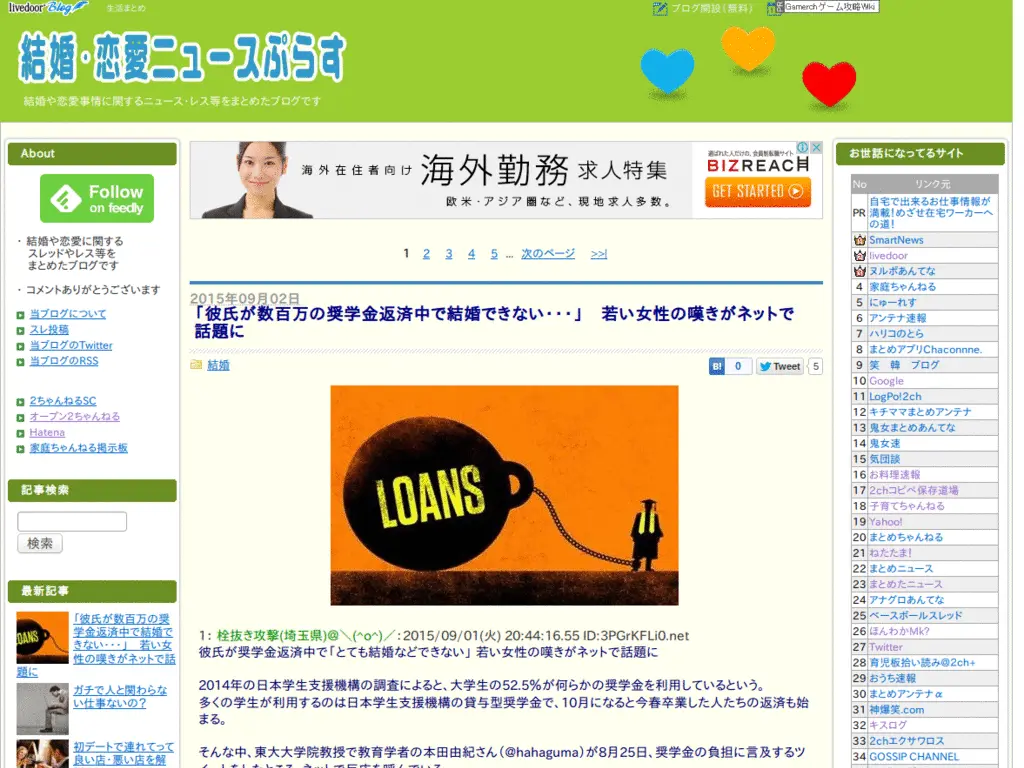 livedoor Blog 生活まとめ ブログ開設(無料) Gamerchゲーム攻略Wiki
結婚・恋愛ニュースぷらす
結婚や恋愛事情に関するニュース・レス等をまとめたブログです
About
Follow
on feedly
・ 結婚や恋愛に関する
スレッドやレス等を
まとめたブログです
・ コメントありがとうございます
当ブログについて
スレ投稿
当ブログのTwitter
当ブログのRSS
2ちゃんねるSC
オープン2ちゃんねる
Hatena
家庭ちゃんねる掲示板
記事検索
検索
最新記事
「彼氏が数百万の奨
学金返済中で結婚で
きない・・・」 若い女
性の嘆きがネットで話
題に
ガチで人と関わらな
い仕事ないの?
初デートで連れてって
良い店・悪い店を解
海外在住者向け 海外勤務 求人特集
欧米・アジア圏など、現地求人多数。
選ばれた人だけの、会員制転職サイト
BIZREACH
GET STARTED
1 2 3 4 5 ... 次のページ >>|
2015年09月02日
「彼氏が数百万の奨学金返済中で結婚できない・・・」 若い女性の嘆きがネットで
話題に
結婚
B! 0 Tweet 5
LOANS
1: 栓抜き攻撃(埼玉県)@\(^o^)/:2015/09/01(火) 20:44:16.55 ID:3PGrKFLi0.net
彼氏が奨学金返済中で「とても結婚などできない」 若い女性の嘆きがネットで話題に
2014年の日本学生支援機構の調査によると、大学生の52.5%が何らかの奨学金を利用しているという。
多くの学生が利用するのは日本学生支援機構の貸与型奨学金で、10月になると今春卒業した人たちの返済も始
まる。
そんな中、東大大学院教授で教育学者の本田由紀さん(@hahaguma)が8月25日、奨学金の負担に言及するツ
イートをしたところ、ネットで反応を呼んでいる。
お世話になってるサイト
No リンク元
PR 自宅で出来るお仕事情報が
満載!めざせ在宅ワーカーへ
の道!
SmartNews
livedoor
ヌルポあんてな
4 家庭ちゃんねる
5 にゅーれす
6 アンテナ速報
7 ハリコのとら
8 まとめアプリChaconnne.
9 笑 韓 ブログ
10 Google
11 LogPo!2ch
12 キチママまとめアンテナ
13 鬼女まとめあんてな
14 鬼女速
15 気団談
16 お料理速報
17 2chコピペ保存道場
18 子育てちゃんねる
19 Yahoo!
20 まとめちゃんねる
21 ねたたま!
22 まとめニュース
23 まとめたニュース
24 アナグロあんてな
25 ベースボールスレッド
26 ほんわかMk?
27 Twitter
28 育児板拾い読み@2ch+
29 おうち速報
30 まとめアンテナα
31 神爆笑.com
32 キスログ
33 2chエクサワロス
34 GOSSIP CHANNEL